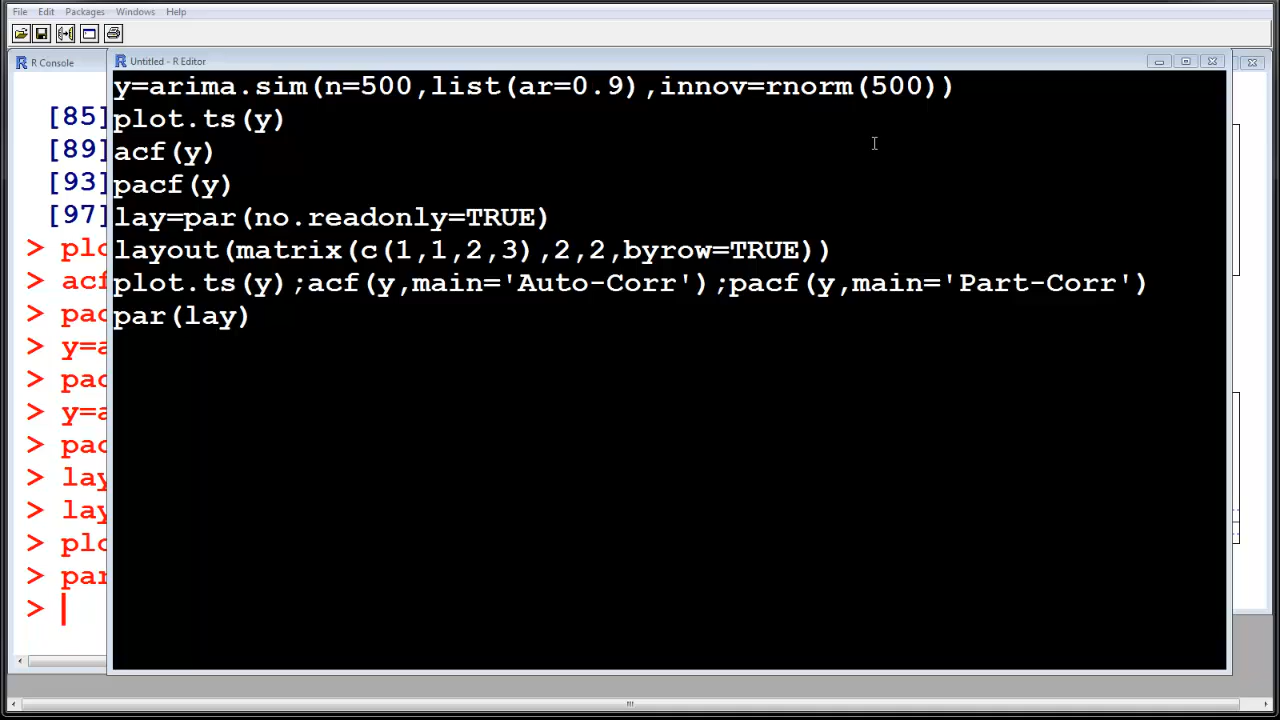 File Edit Packages Windows Help
R Console
Untitled - R Editor
y=arima.sim(n=500,list(ar=0.9),innov=rnorm(500))
plot.ts(y)
acf(y)
pacf(y)
lay=par(no.readonly=TRUE)
layout(matrix(c(1,1,2,3),2,2,byrow=TRUE))
plot.ts(y);acf(y,main='Auto-Corr');pacf(y,main='Part-Corr')
par(lay)
[85]
[89]
[93]
[97]
> plo
> acf
> pac
> y=a
> pac
> y=a
> pac
> lay
> lay
> plo
> par
>